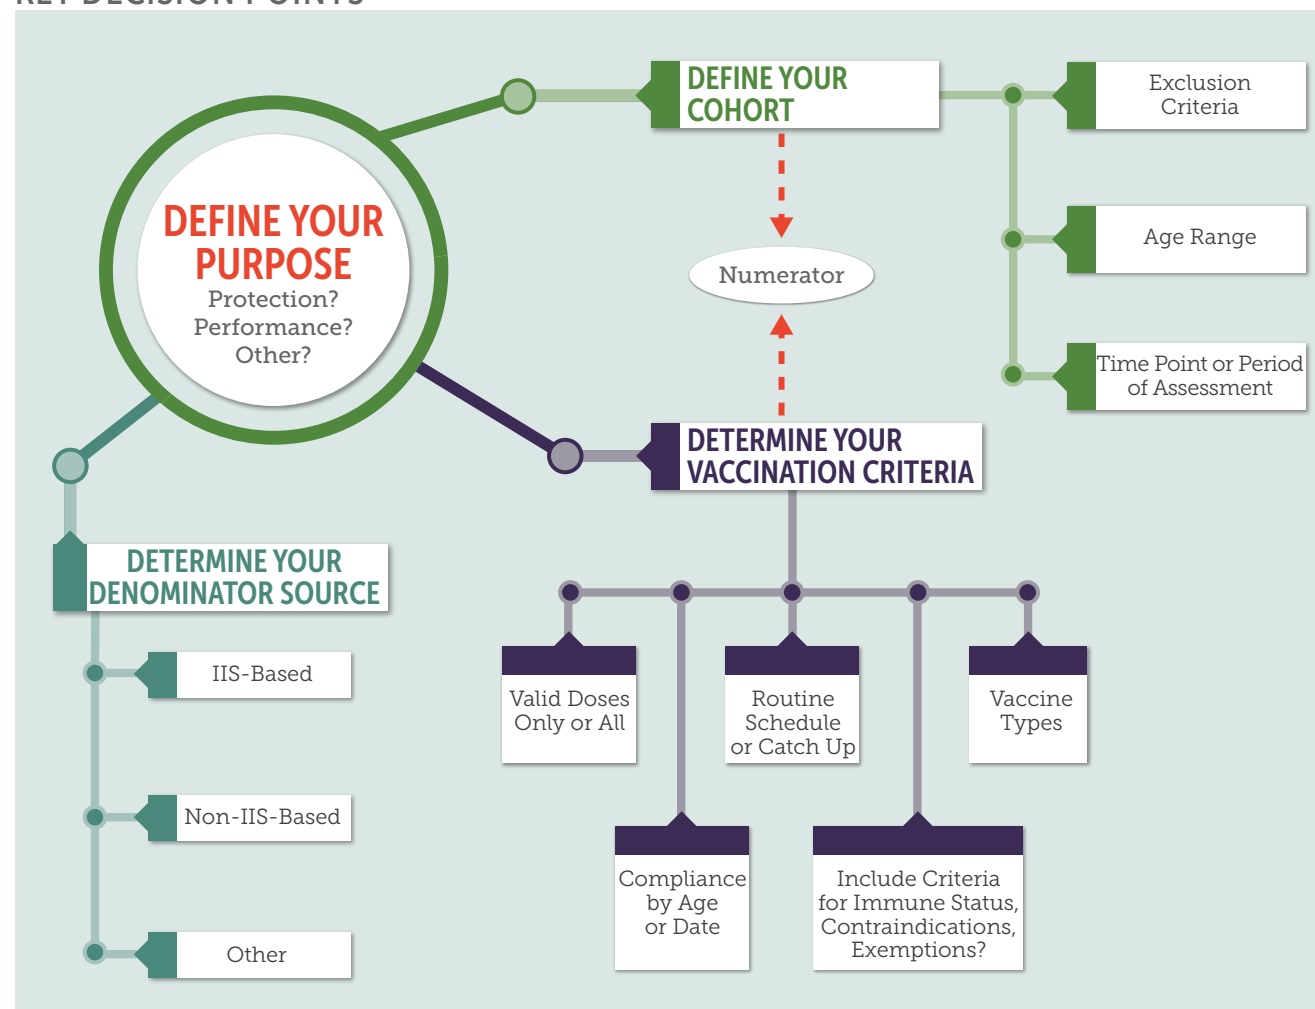 KEY DECISION POINTS
DEFINE YOUR
PURPOSE
Protection?
Performance?
Other?
DEFINE YOUR
COHORT
Exclusion
Criteria
Age Range
Time Point or Period
of Assessment
Numerator
DETERMINE YOUR
VACCINATION CRITERIA
Valid Doses
Only or All
Compliance
by Age
or Date
Routine
Schedule
or Catch Up
Include Criteria
for Immune Status,
Contraindications,
Exemptions?
Vaccine
Types
DETERMINE YOUR
DENOMINATOR SOURCE
IIS-Based
Non-IIS-Based
Other